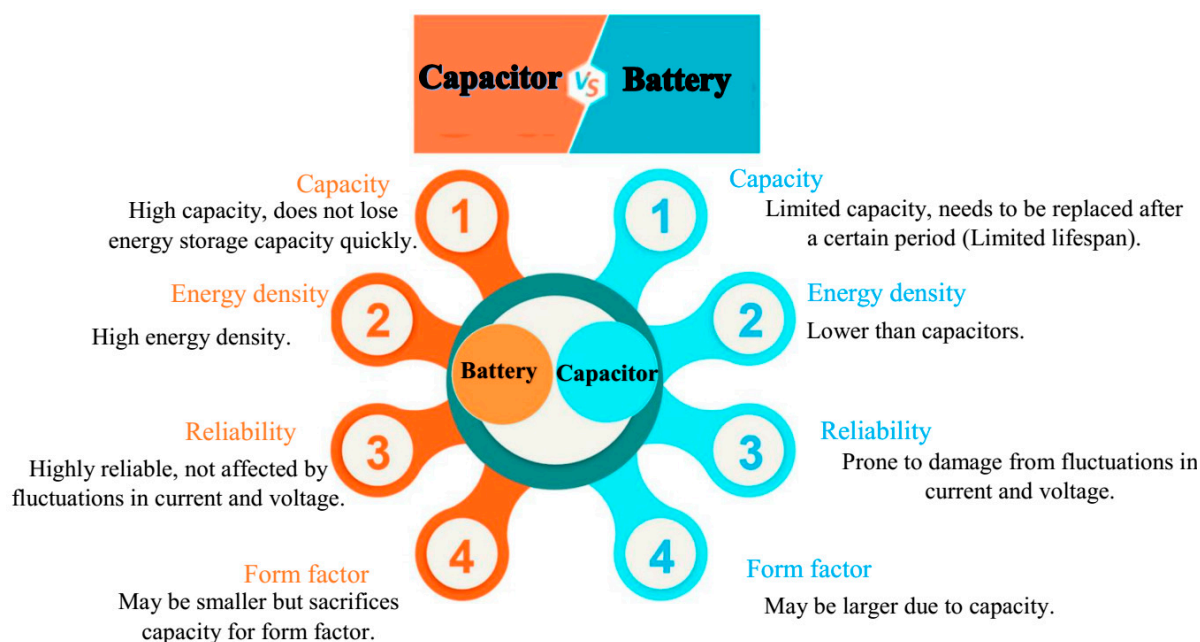 Capacitor VS Battery
Capacity
High capacity, does not lose
energy storage capacity quickly.
1
Energy density
High energy density.
2
Reliability
Highly reliable, not affected by
fluctuations in current and voltage.
3
Form factor
May be smaller but sacrifices
capacity for form factor.
4
Battery
Capacitor
1
Capacity
Limited capacity, needs to be replaced after
a certain period (Limited lifespan).
2
Energy density
Lower than capacitors.
3
Reliability
Prone to damage from fluctuations in
current and voltage.
4
Form factor
May be larger due to capacity.